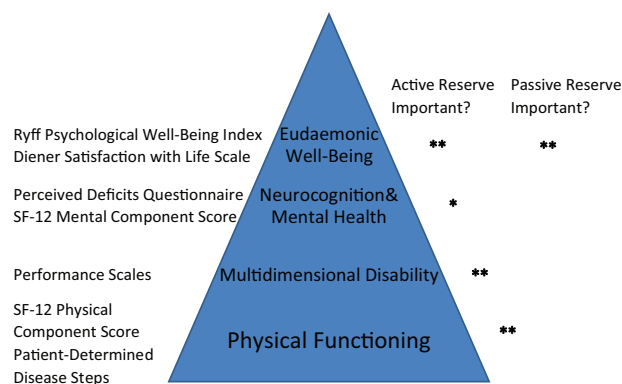 Active Reserve
Important?
Passive Reserve
Important?
Ryff Psychological Well-Being Index
Diener Satisfaction with Life Scale
Eudaemonic
Well-Being
**
**
Perceived Deficits Questionnaire
SF-12 Mental Component Score
Neurocognition&
Mental Health
*
Performance Scales
Multidimensional Disability
**
SF-12 Physical
Component Score
Patient-Determined
Disease Steps
Physical Functioning
**